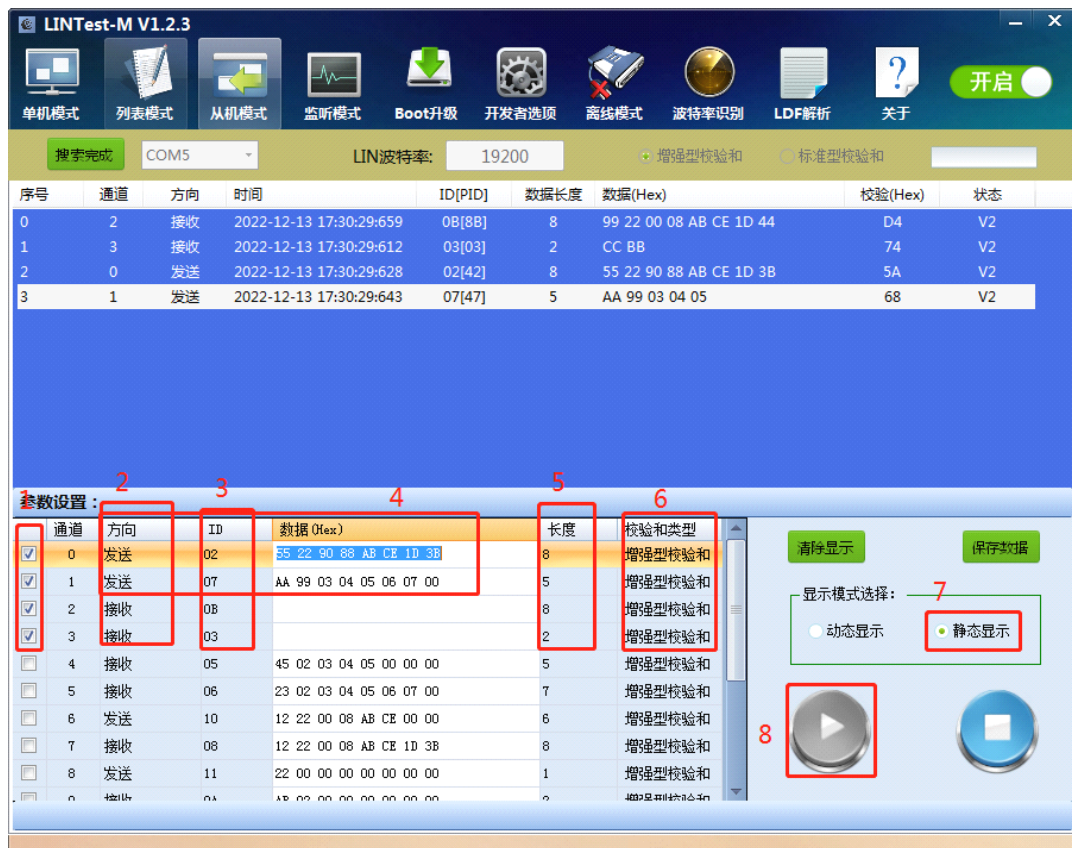 LINTest-M V1.2.3
单机模式 列表模式 从机模式 监听模式 Boot升级 开发者选项 离线模式 波特率识别 LDF解析 关于 开启
搜索完成 COM5 LIN波特率: 19200 增强型校验和 标准型校验和
序号 通道 方向 时间 ID[PID] 数据长度 数据(Hex) 校验(Hex) 状态
0 2 接收 2022-12-13 17:30:29:659 0B[8B] 8 99 22 00 08 AB CE 1D 44 D4 V2
1 3 接收 2022-12-13 17:30:29:612 03[03] 2 CC BB 74 V2
2 0 发送 2022-12-13 17:30:29:628 02[42] 8 55 22 90 88 AB CE 1D 3B 5A V2
3 1 发送 2022-12-13 17:30:29:643 07[47] 5 AA 99 03 04 05 68 V2
1 2 3 4 5 6
参数设置：
通道 方向 ID 数据(Hex) 长度 校验和类型
0 发送 02 55 22 90 88 AB CE 1D 3B 8 增强型校验和
1 发送 07 AA 99 03 04 05 06 07 00 5 增强型校验和
2 接收 0B 8 增强型校验和
3 接收 03 2 增强型校验和
4 接收 05 45 02 03 04 05 00 00 00 5 增强型校验和
5 接收 06 23 02 03 04 05 06 07 00 7 增强型校验和
6 发送 10 12 22 00 08 AB CE 00 00 6 增强型校验和
7 接收 08 12 22 00 08 AB CE 1D 3B 8 增强型校验和
8 发送 11 22 00 00 00 00 00 00 00 1 增强型校验和
9 接收 0A AB 02 00 00 00 00 00 00 2 增强型校验和
清除显示 保存数据
显示模式选择： 7
动态显示 静态显示
8